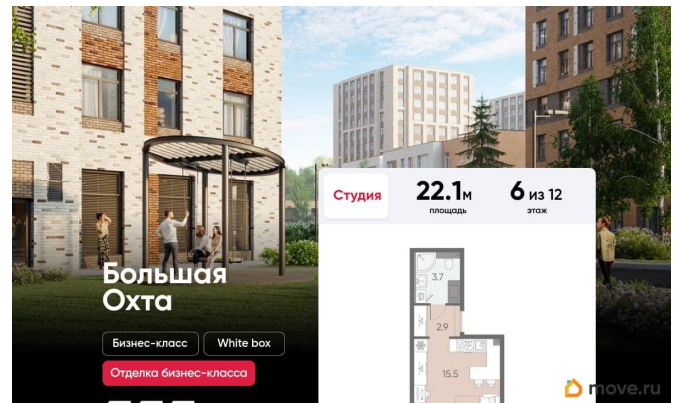 Студия
22.1м
площадь
6 из 12
этаж
3.7
2.9
15.5
Большая
Охта
Бизнес-класс
White box
Отделка бизнес-класса
move.ru